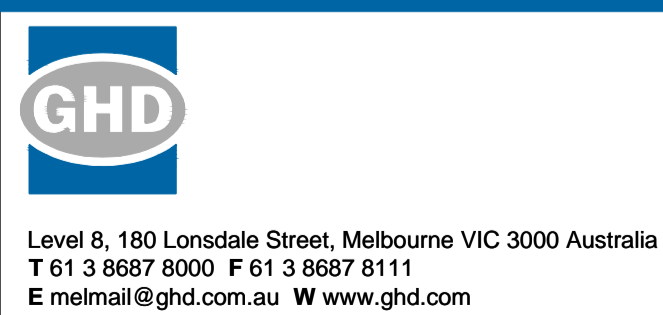 GHD
Level 8, 180 Lonsdale Street, Melbourne VIC 3000 Australia
T 61 3 8687 8000 F 61 3 8687 8111
E melmail@ghd.com.au W www.ghd.com